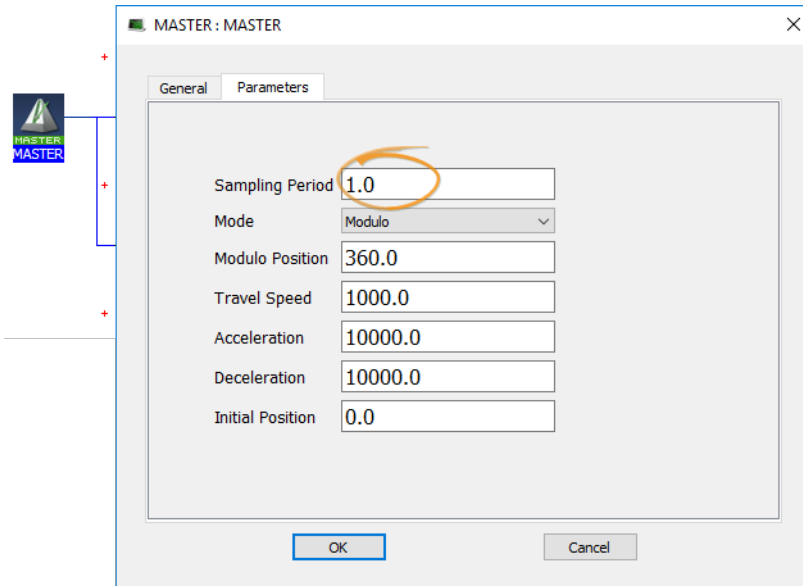 MASTER : MASTER
General Parameters
MASTER
MASTER
Sampling Period 1.0
Mode Modulo
Modulo Position 360.0
Travel Speed 1000.0
Acceleration 10000.0
Deceleration 10000.0
Initial Position 0.0
OK Cancel